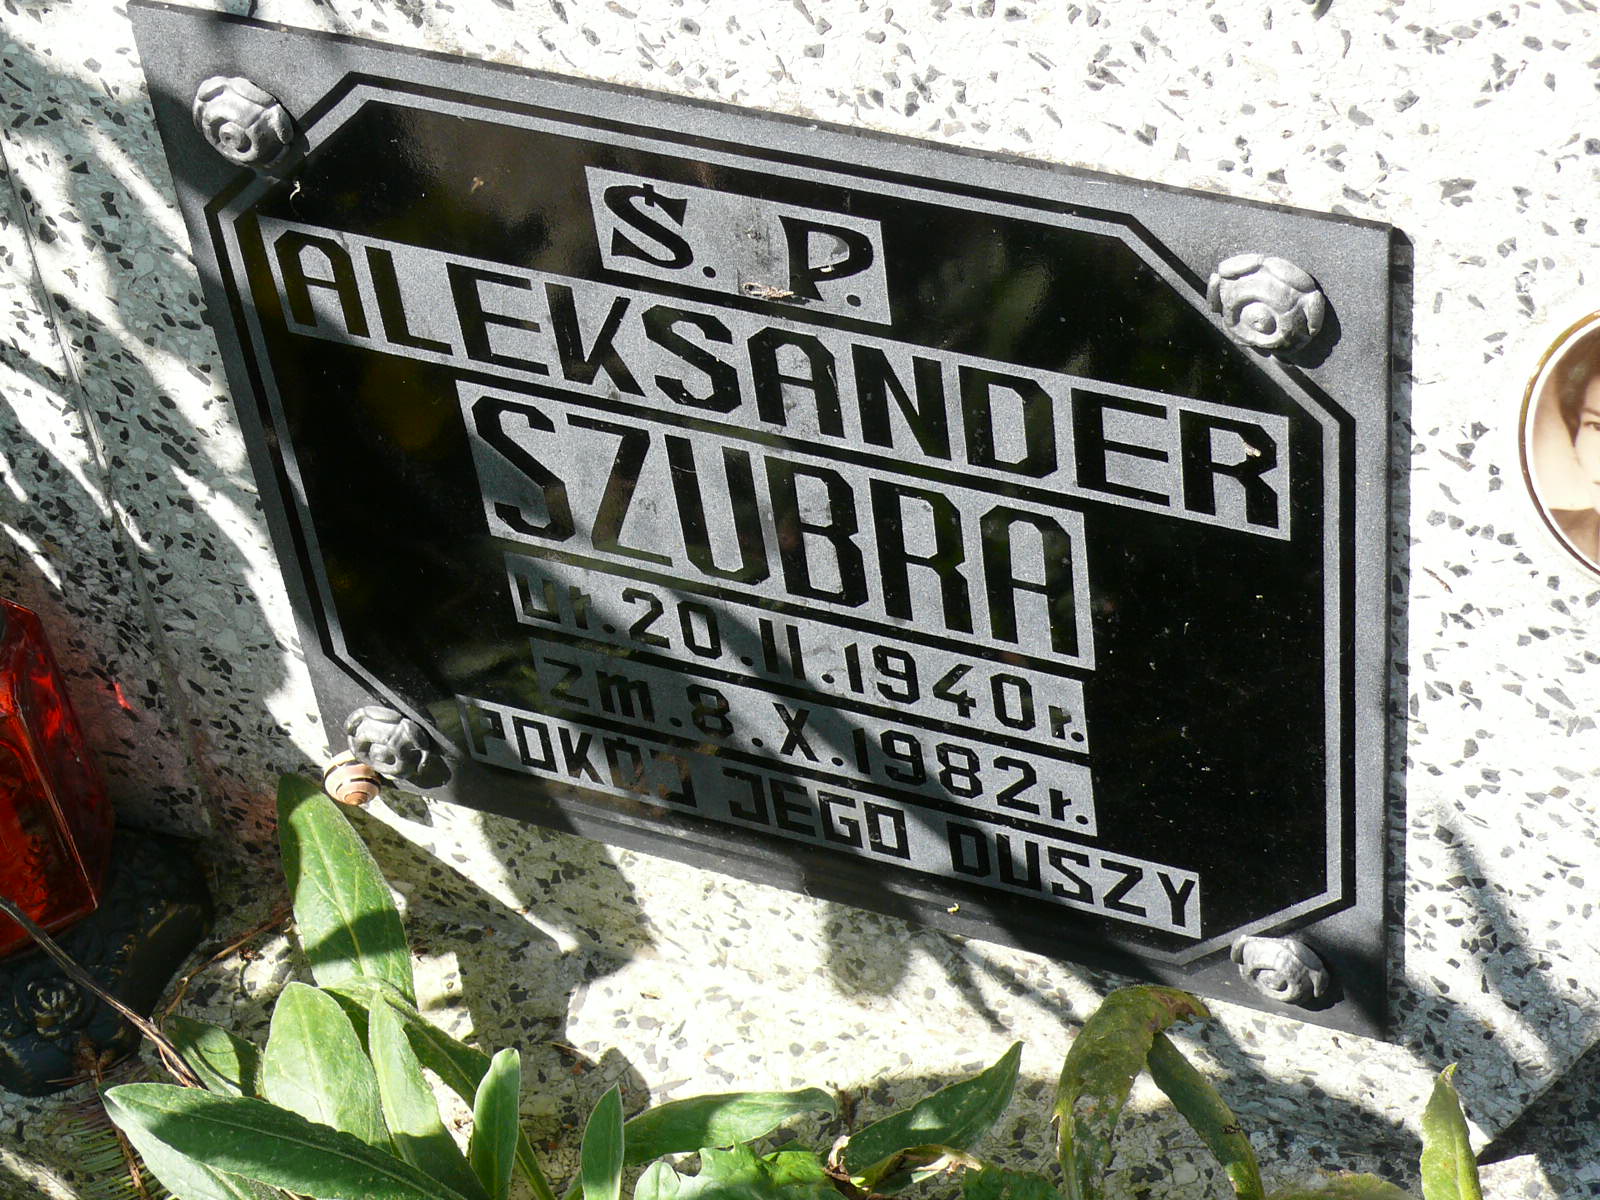 Ś. P.
ALEKSANDER
SZUBRA
ur. 20. II. 1940 r.
zm. 8. X. 1982 r.
POKÓJ JEGO DUSZY